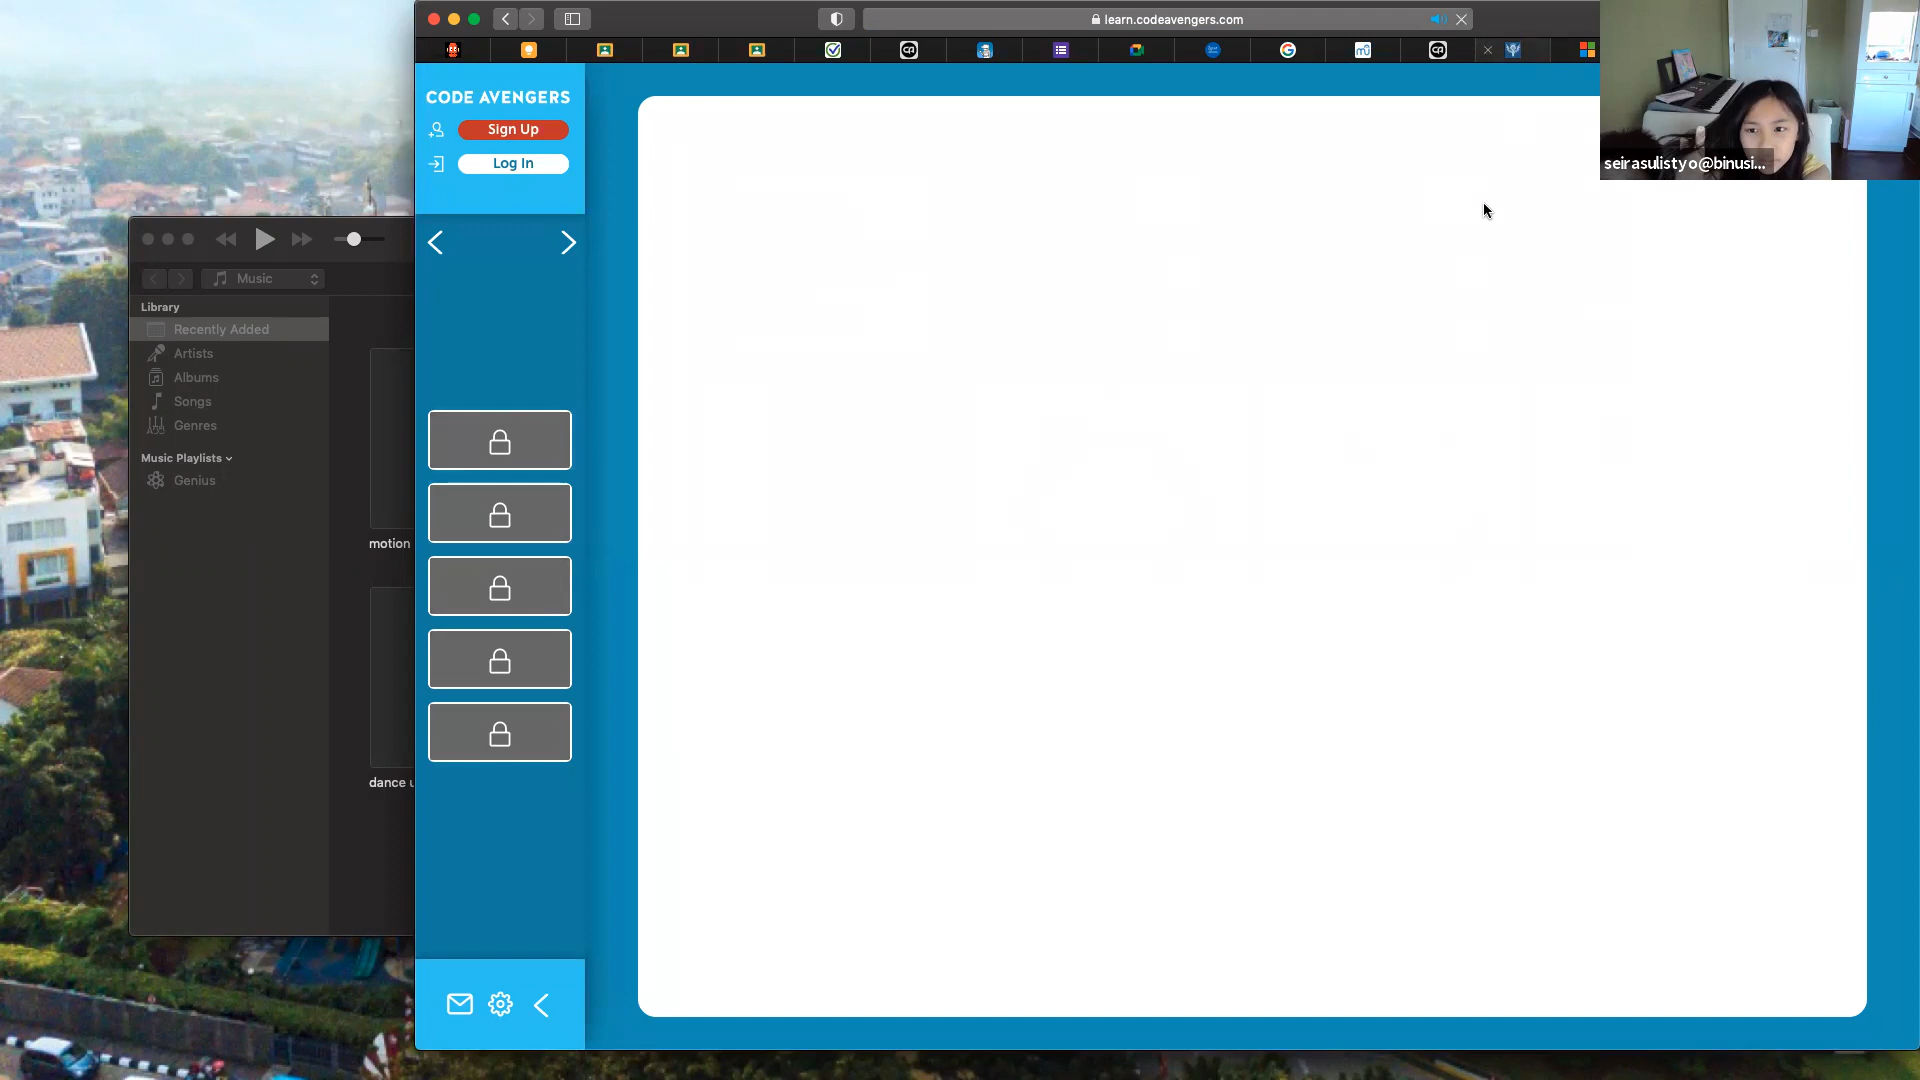 learn.codeavengers.com
CODE AVENGERS
Sign Up
Log In
seirasulistyo@binusi...
Music
Library
Recently Added
Artists
Albums
Songs
Genres
Music Playlists
Genius
motion
dance u